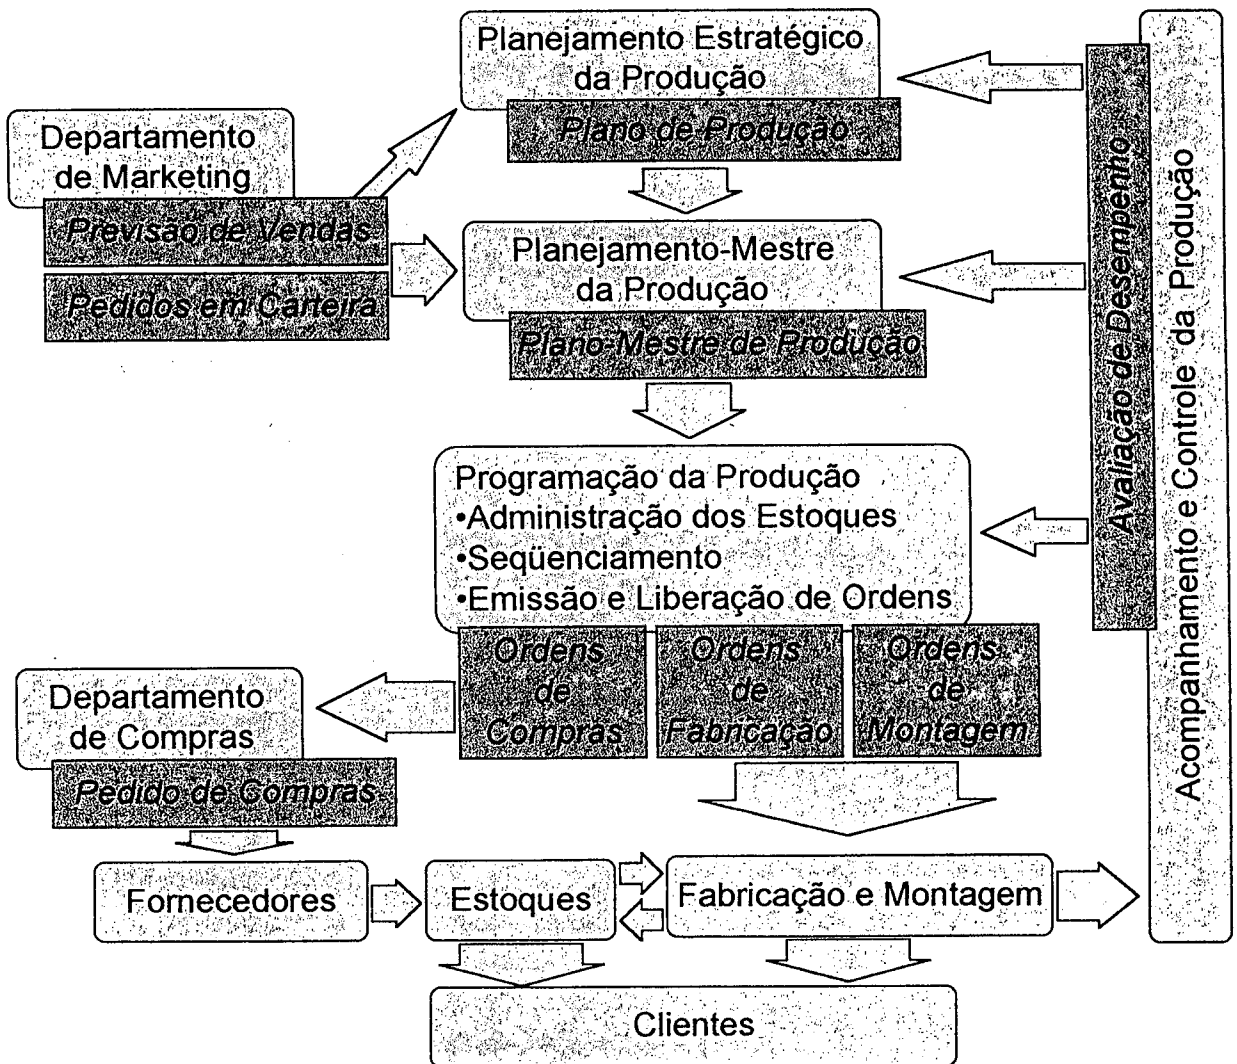 Planejamento Estratégico
da Produção
Plano de Produção
Departamento
de Marketing
Previsão de Vendas
Pedidos em Carteira
Planejamento-Mestre
da Produção
Plano-Mestre de Produção
Avaliação de Desempenho
Acompanhamento e Controle da Produção
Programação da Produção
•Administração dos Estoques
•Seqüenciamento
•Emissão e Liberação de Ordens
Ordens
de
Compras
Ordens
de
Fabricação
Ordens
de
Montagem
Departamento
de Compras
Pedido de Compras
Fornecedores
Estoques
Fabricação e Montagem
Clientes